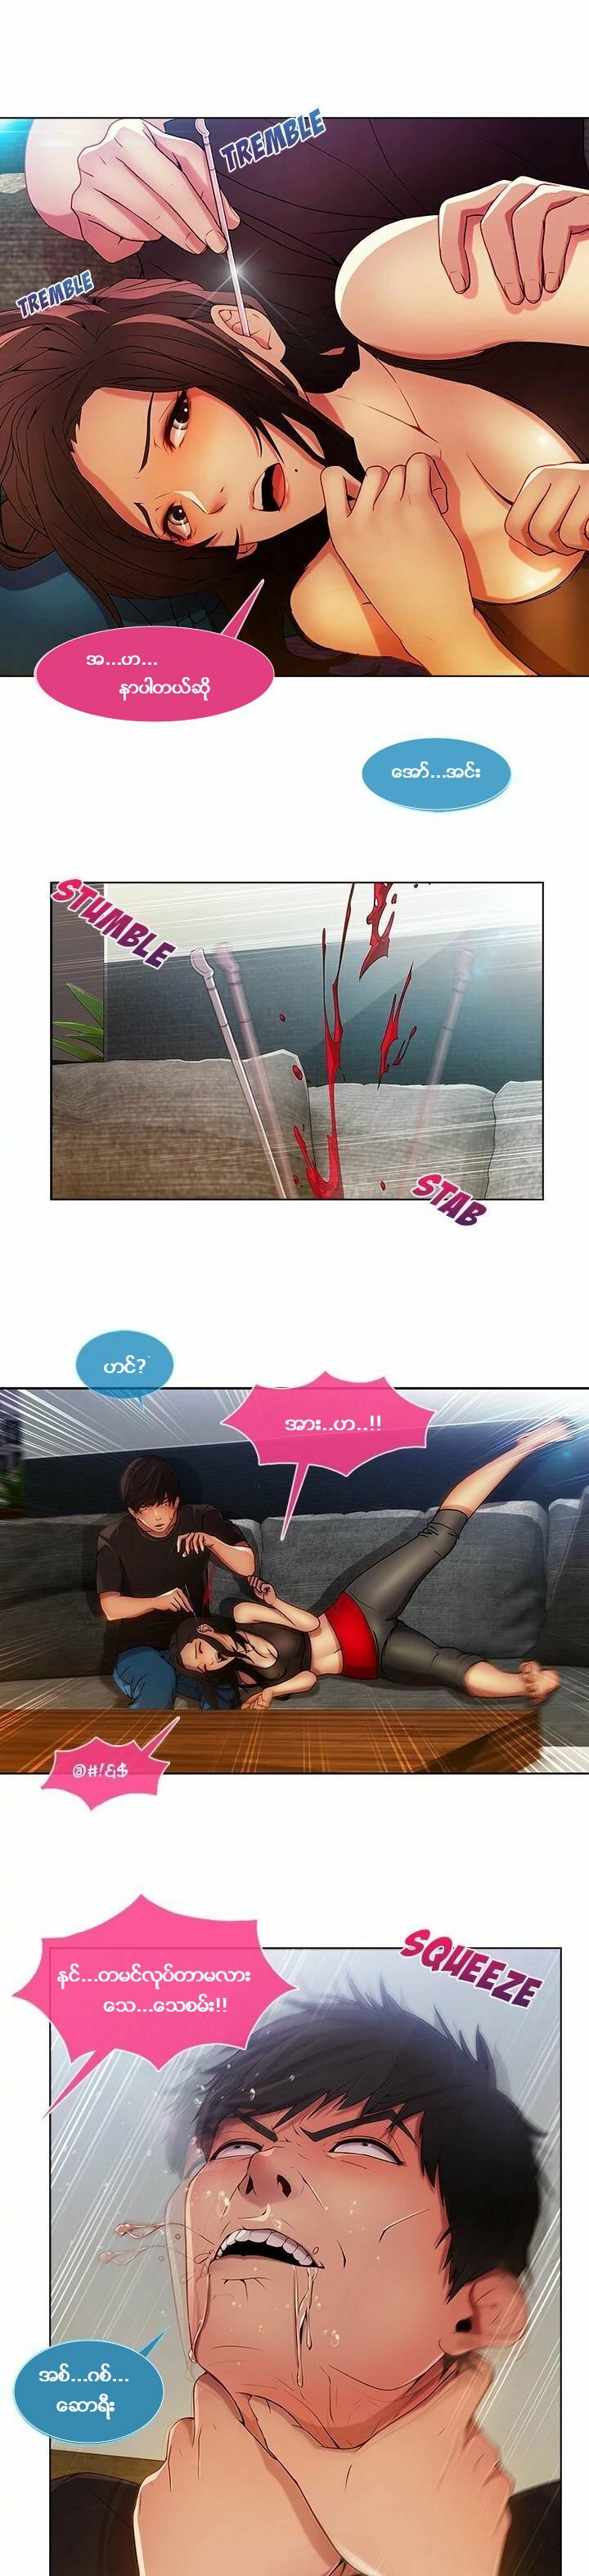 TREMBLE
TREMBLE
အ...ဟ...
နာပါတယ်ဆို
အော်...အင်း
STUMBLE
STAB
ဟင်?
အား..ဟ..!!
@#!&$
SQUEEZE
နင်...တမင်လုပ်တာမလား
သေ...သေစမ်း!!
အစ်...ဂစ်...
ဆောရီး